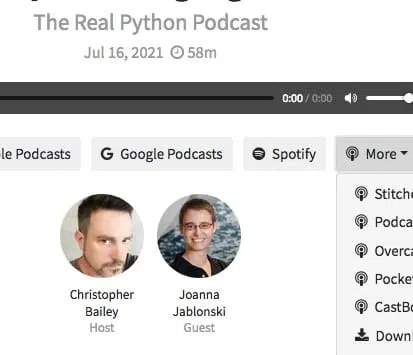 The Real Python Podcast
Jul 16, 2021 58m
0:00 / 0:00
le Podcasts Google Podcasts Spotify More
Stitche
Podca
Overca
Pocket
CastBo
Downl
Christopher
Bailey
Host
Joanna
Jablonski
Guest